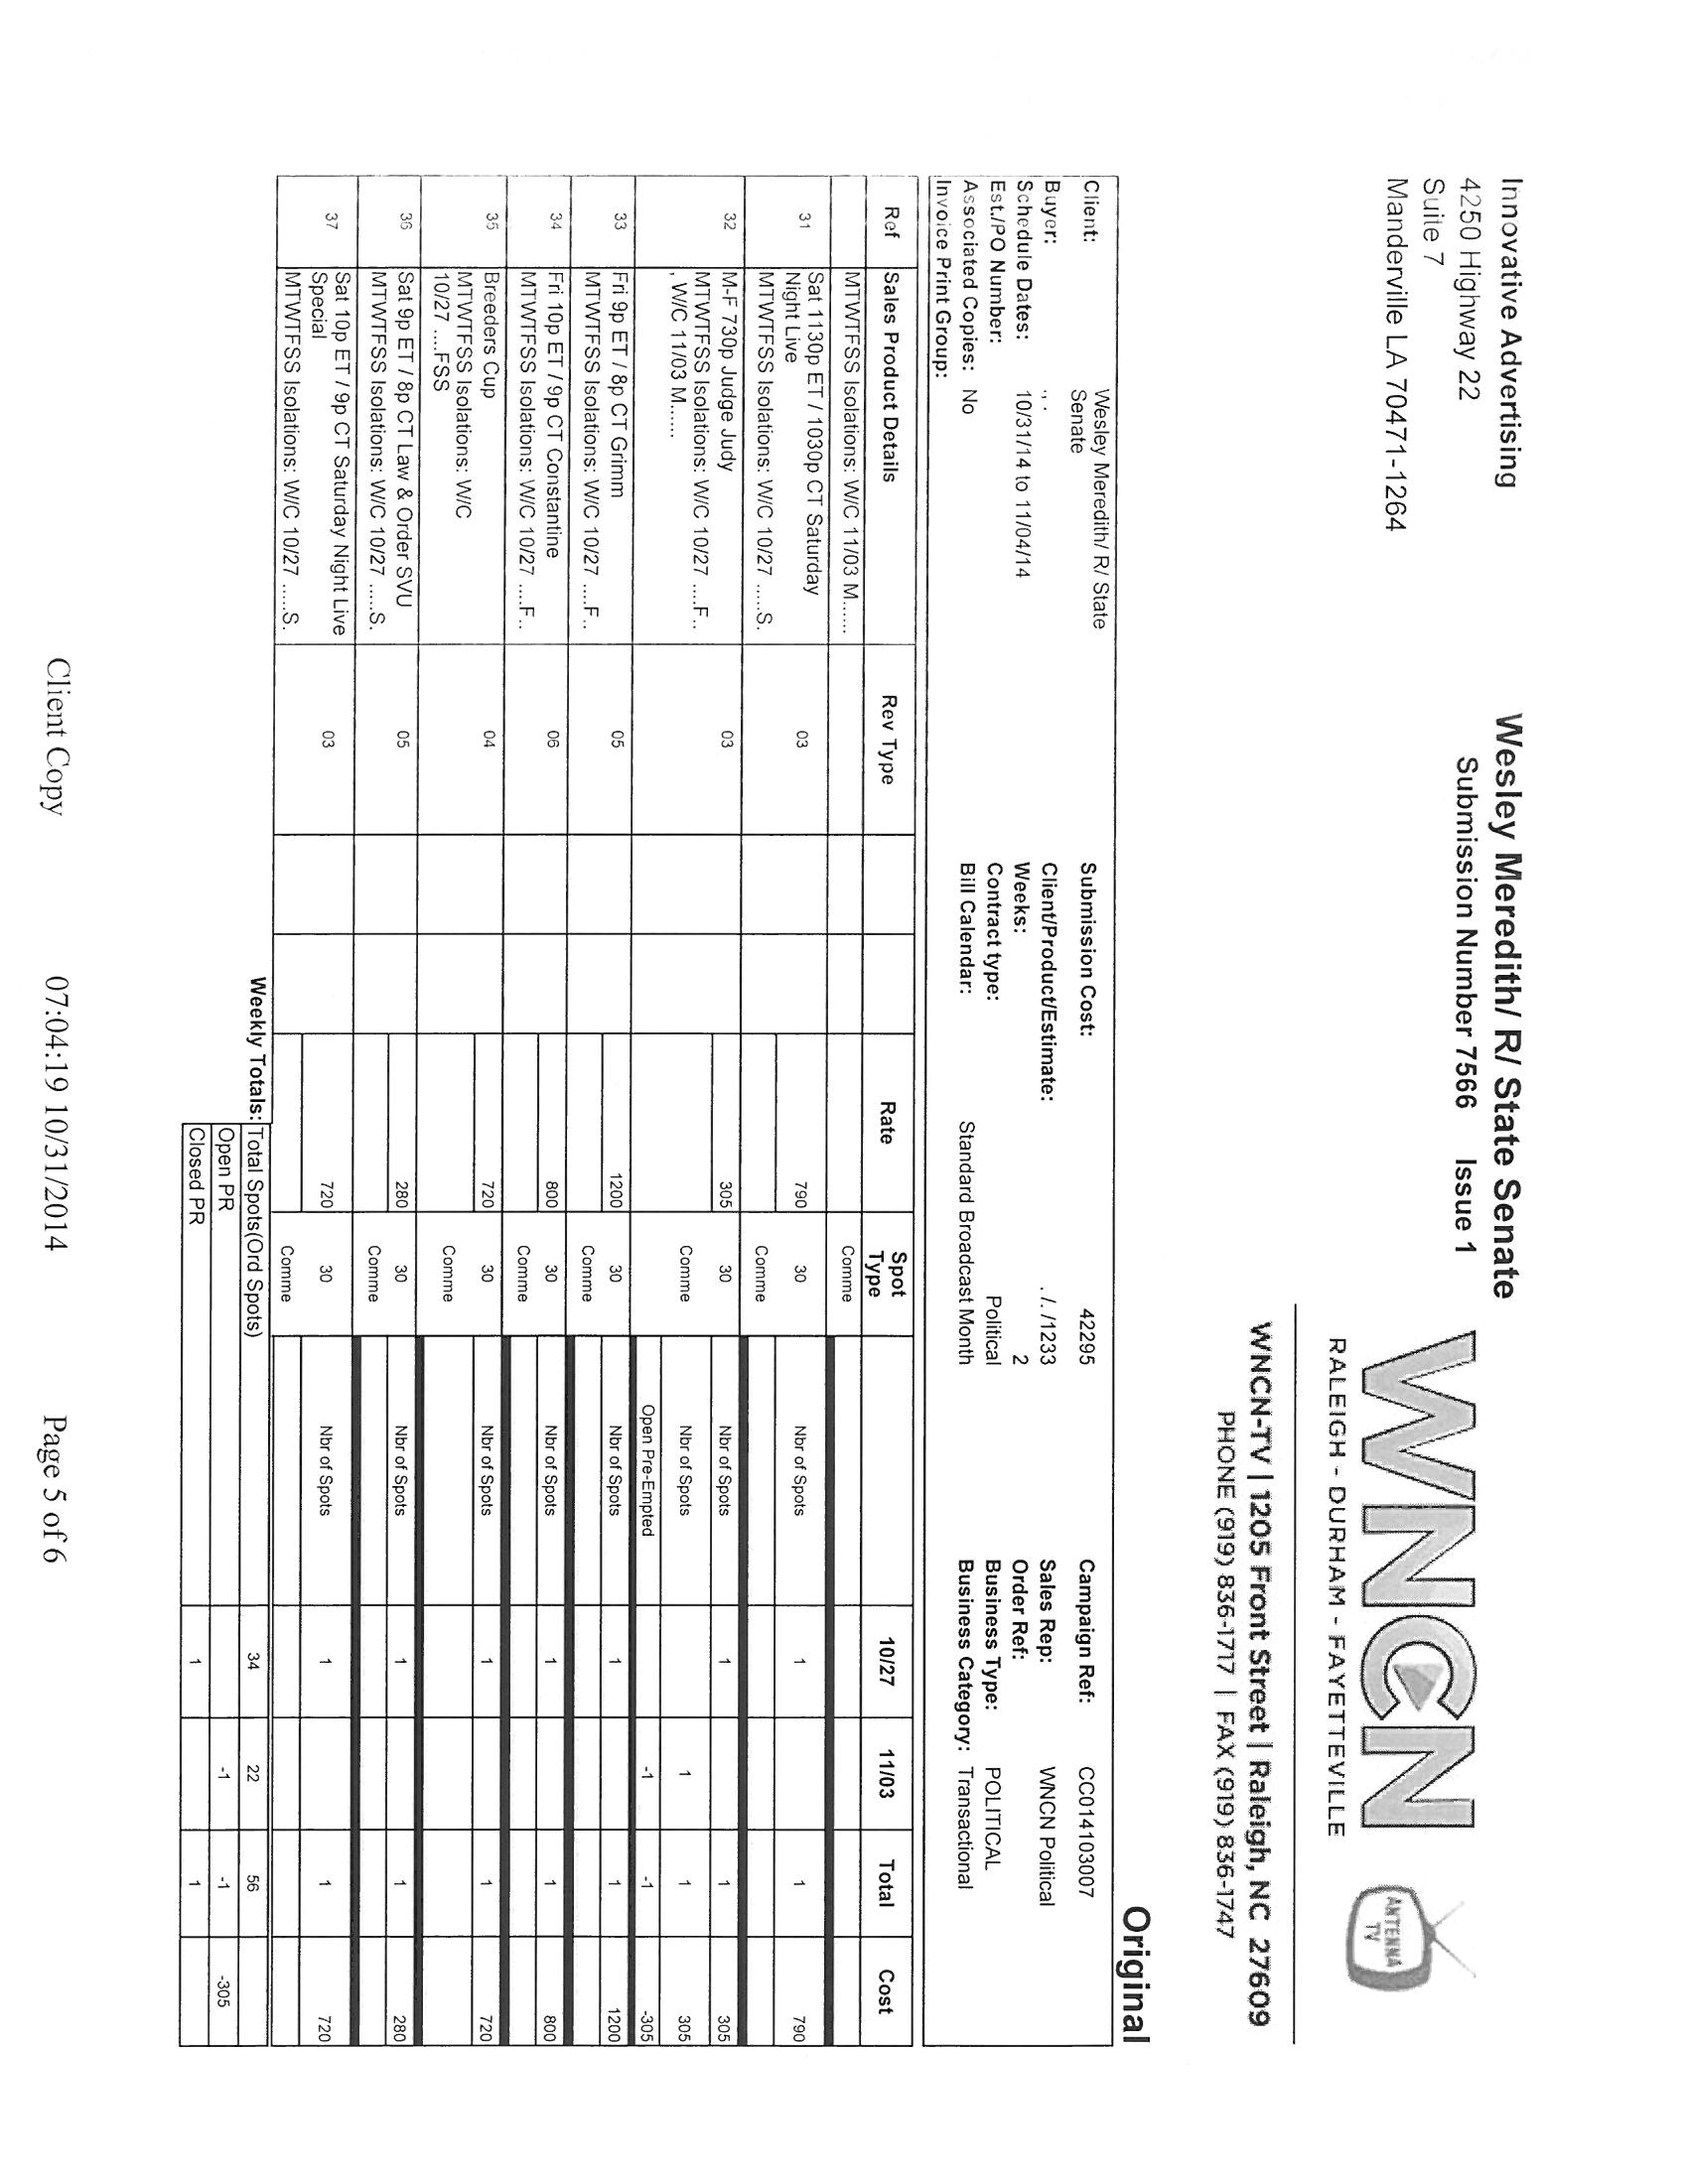 Innovative Advertising
4250 Highway 22
Suite 7
Manderville LA 70471-1264
Wesley Meredith/ R/ State Senate
Submission Number 7566 Issue 1
WNCN
RALEIGH - DURHAM - FAYETTEVILLE
ANTENNA
TV
WNCN-TV | 1205 Front Street | Raleigh, NC 27609
PHONE (919) 836-1717 | FAX (919) 836-1747
Original
Client: Wesley Meredith/ R/ State Senate Submission Cost: 42295 Campaign Ref: CC014103007
Buyer: ., . Client/Product/Estimate: . /. /1233 Sales Rep: WNCN Political
Schedule Dates: 10/31/14 to 11/04/14 Weeks: 2 Order Ref:
Est./PO Number: Contract type: Political Business Type: POLITICAL
Associated Copies: No Bill Calendar: Standard Broadcast Month Business Category: Transactional
Invoice Print Group:
Ref Sales Product Details Rev Type Rate Spot Type 10/27 11/03 Total Cost
MTWTFSS Isolations: W/C 11/03 M...... Comme
31 Sat 1130p ET / 1030p CT Saturday 03 790 30 Nbr of Spots 1 1 790
Night Live
MTWTFSS Isolations: W/C 10/27 .....S. Comme
32 M-F 730p Judge Judy 03 305 30 Nbr of Spots 1 1 305
MTWTFSS Isolations: W/C 10/27 ....F.. Comme Nbr of Spots 1 1 305
, W/C 11/03 M...... Open Pre-Empted -1 -1 -305
33 Fri 9p ET / 8p CT Grimm 05 1200 30 Nbr of Spots 1 1 1200
MTWTFSS Isolations: W/C 10/27 ....F.. Comme
34 Fri 10p ET / 9p CT Constantine 06 800 30 Nbr of Spots 1 1 800
MTWTFSS Isolations: W/C 10/27 ....F.. Comme
35 Breeders Cup 04 720 30 Nbr of Spots 1 1 720
MTWTFSS Isolations: W/C Comme
10/27 ....FSS
36 Sat 9p ET / 8p CT Law & Order SVU 05 280 30 Nbr of Spots 1 1 280
MTWTFSS Isolations: W/C 10/27 .....S. Comme
37 Sat 10p ET / 9p CT Saturday Night Live 03 720 30 Nbr of Spots 1 1 720
Special
MTWTFSS Isolations: W/C 10/27 .....S. Comme
Weekly Totals: Total Spots(Ord Spots) 34 22 56
Open PR -1 -1 -305
Closed PR 1 1
Client Copy 07:04:19 10/31/2014 Page 5 of 6